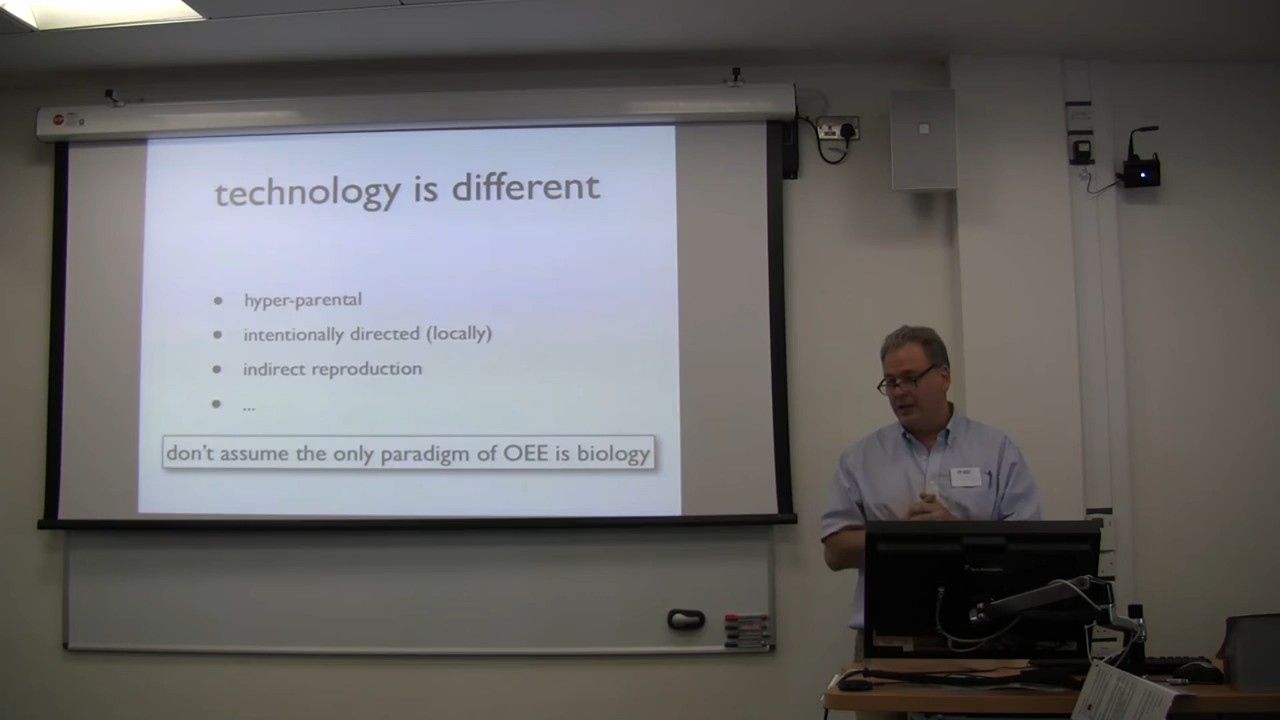 technology is different
• hyper-parental
• intentionally directed (locally)
• indirect reproduction
• ...
don't assume the only paradigm of OEE is biology